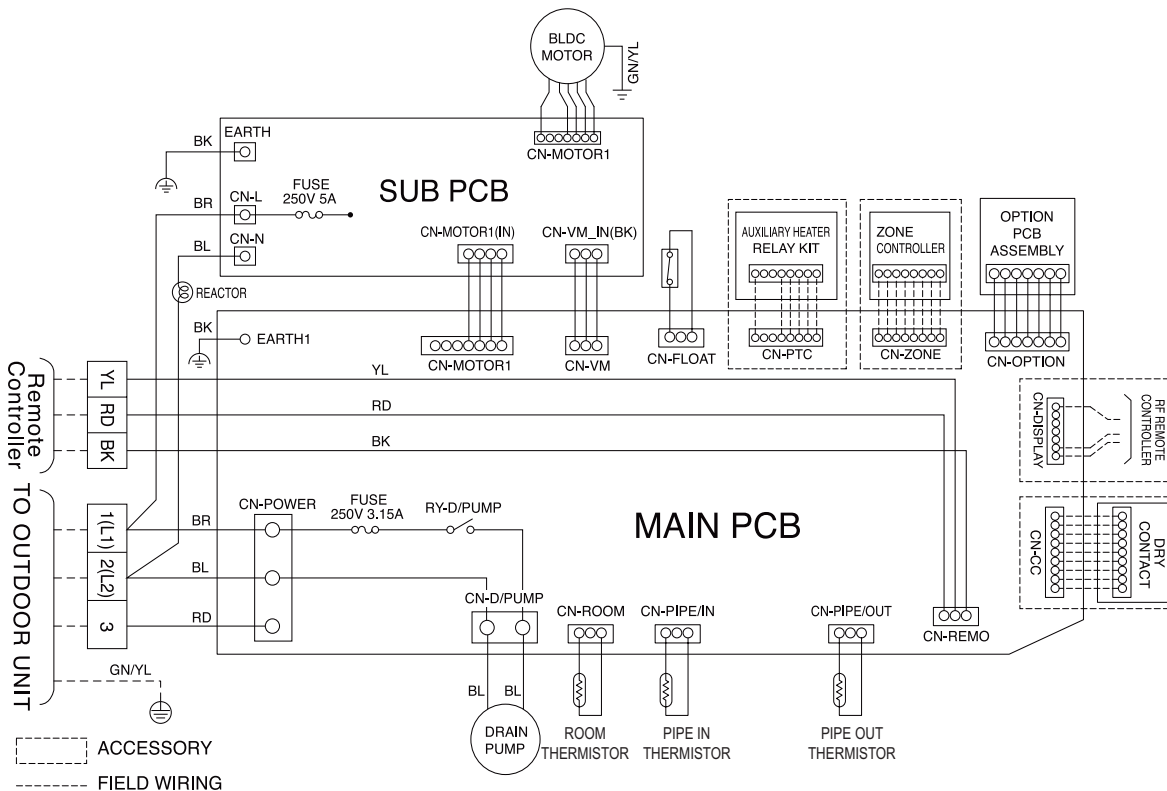 BLDC
MOTOR
GN/YL
EARTH
BK
CN-MOTOR1
SUB PCB
FUSE
250V 5A
CN-L
BR
CN-N
BL
CN-MOTOR1(IN)
CN-VM_IN(BK)
AUXILIARY HEATER
RELAY KIT
ZONE
CONTROLLER
OPTION
PCB
ASSEMBLY
REACTOR
BK
EARTH1
CN-MOTOR1
CN-VM
CN-FLOAT
CN-PTC
CN-ZONE
CN-OPTION
Remote
Controller
YL
RD
BK
YL
RD
BK
CN-DISPLAY
RF REMOTE
CONTROLLER
TO OUTDOOR UNIT
1(L1)
2(L2)
3
BR
BL
RD
GN/YL
CN-POWER
FUSE
250V 3.15A
RY-D/PUMP
MAIN PCB
CN-CC
DRY
CONTACT
CN-D/PUMP
CN-ROOM
CN-PIPE/IN
CN-PIPE/OUT
CN-REMO
BL
BL
DRAIN
PUMP
ROOM
THERMISTOR
PIPE IN
THERMISTOR
PIPE OUT
THERMISTOR
ACCESSORY
FIELD WIRING